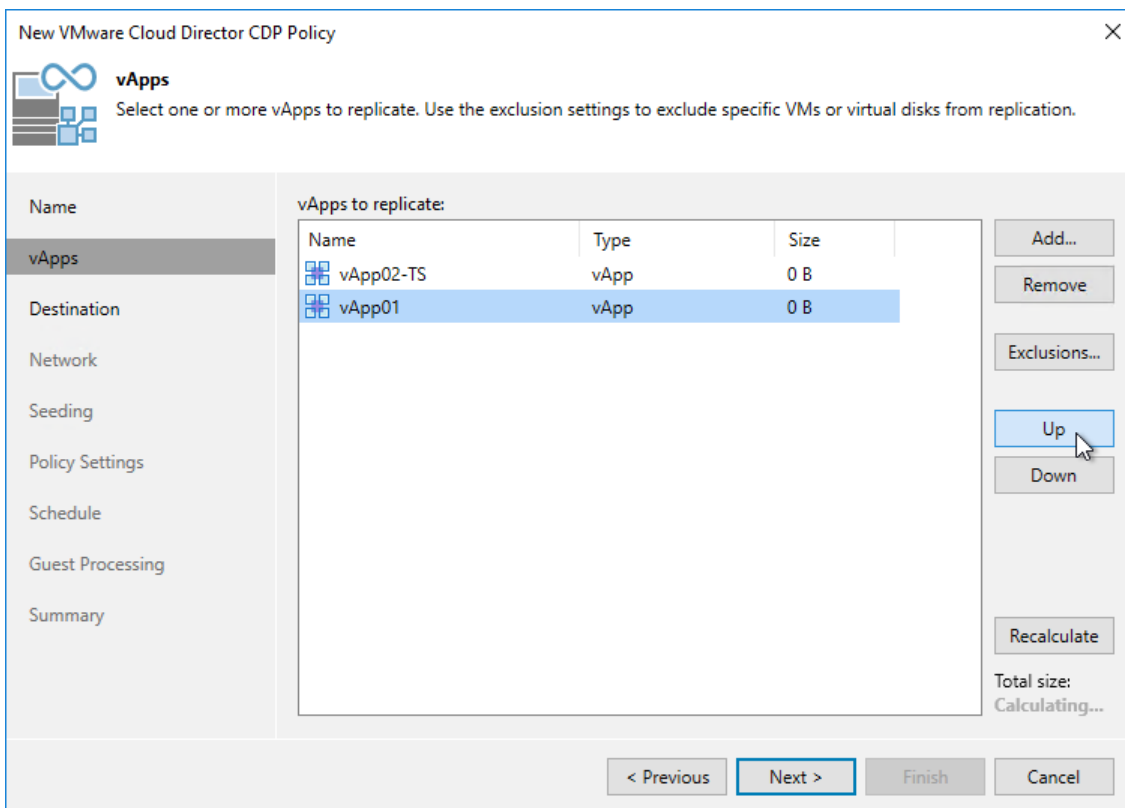 New VMware Cloud Director CDP Policy
vApps
Select one or more vApps to replicate. Use the exclusion settings to exclude specific VMs or virtual disks from replication.
Name
vApps
Destination
Network
Seeding
Policy Settings
Schedule
Guest Processing
Summary
vApps to replicate:
Name Type Size
vApp02-TS vApp 0 B
vApp01 vApp 0 B
Add...
Remove
Exclusions...
Up
Down
Recalculate
Total size:
Calculating...
< Previous Next > Finish Cancel